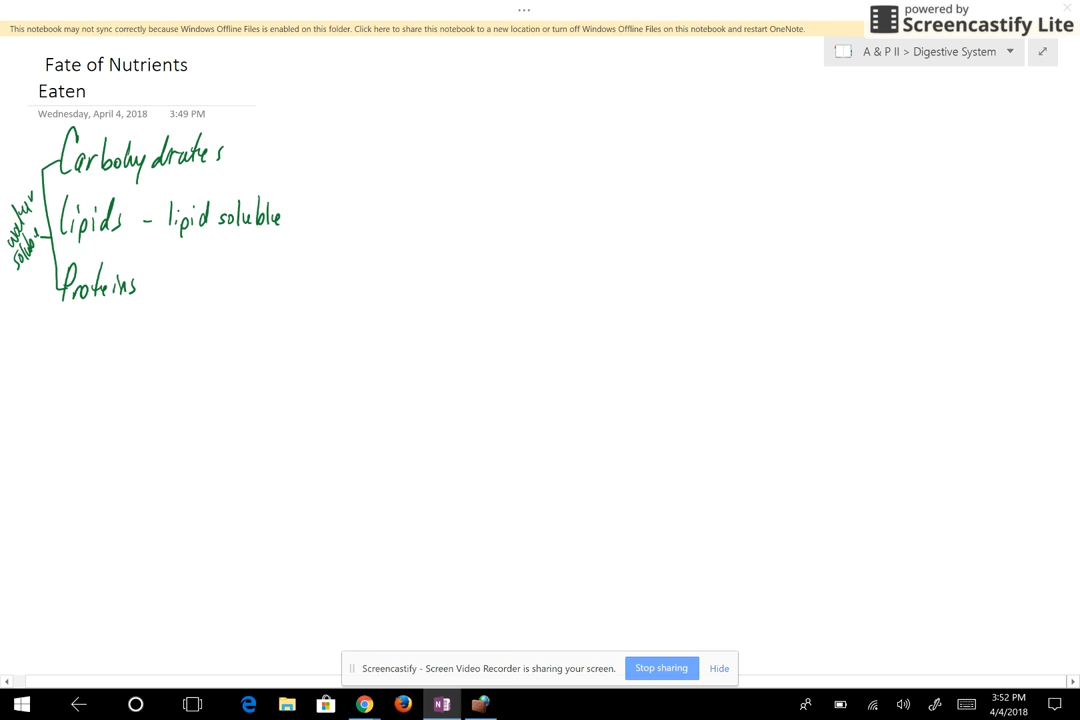 powered by
Screencastify Lite
This notebook may not sync correctly because Windows Offline Files is enabled on this folder. Click here to share this notebook to a new location or turn off Windows Offline Files on this notebook and restart OneNote.
A & P II > Digestive System
Fate of Nutrients
Eaten
Wednesday, April 4, 2018 3:49 PM
Carbohydrates
water
Lipids - lipid soluble
Proteins
Screencastify - Screen Video Recorder is sharing your screen. Stop sharing Hide
3:52 PM
4/4/2018